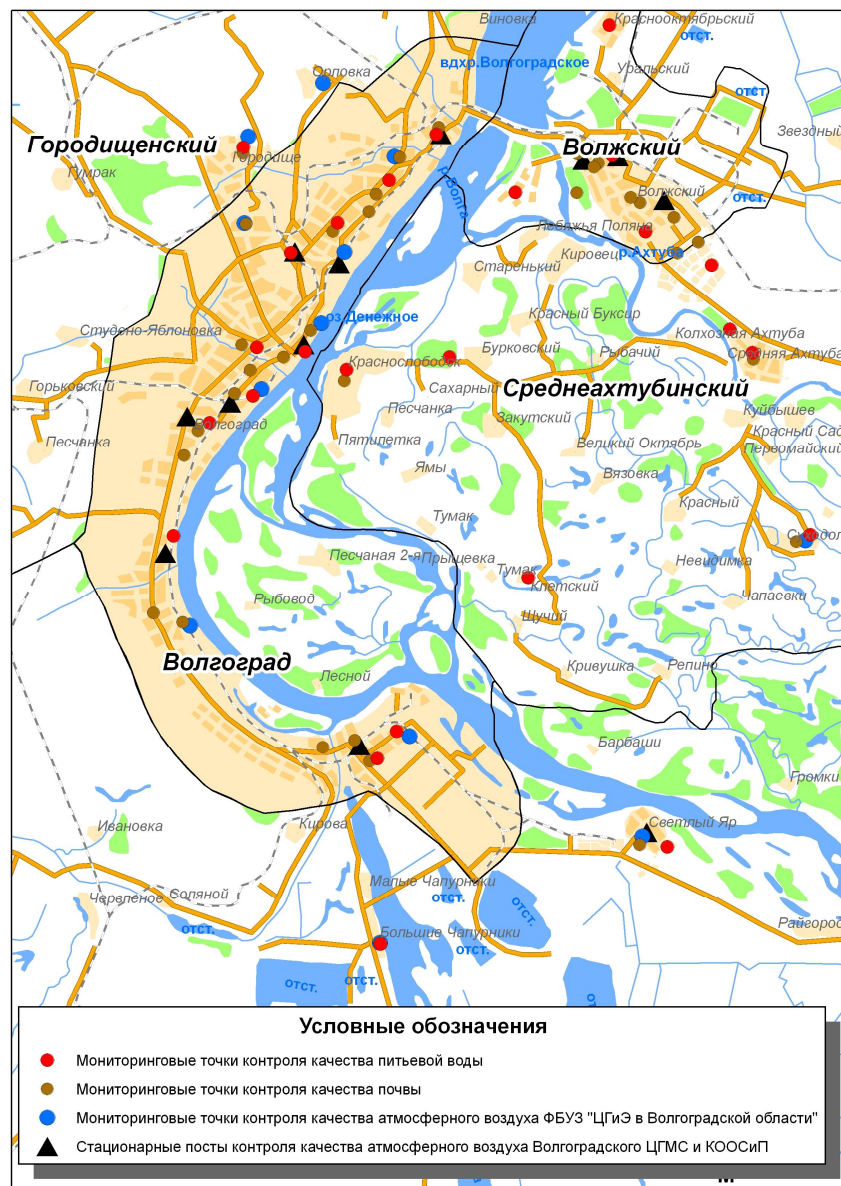 Виновка
Краснооктябрьский
отст.
вдхр.Волгоградское
Уральский
Орловка
отст
Городищенский
Волжский
Звездный
Городище
Гумрак
р.Волга
Волжский
отст.
Лебяжья Поляна
Кировец
р.Ахтуба
Старенький
Красный Буксир
оз.Денежное
Студено-Яблоновка
Колхозная Ахтуба
Бурковский
Рыбачий
Средняя Ахтуба
Краснослободск
Горьковский
Сахарный
Среднеахтубинский
Песчанка
Закутский
Куйбышев
Волгоград
Красный Сад
Песчанка
Пятилетка
Великий Октябрь
Первомайский
Ямы
Вязовка
Красный
Тумак
Суходол
Песчаная 2-я
Прыщевка
Невидимка
Тумак
Клетский
Рыбовод
Чапаевки
Щучий
Волгоград
Кривушка
Репино
Лесной
Барбаши
Громки
Ивановка
Кирова
Светлый Яр
Малые Чапурники
Червленое
Соляной
отст.
отст.
отст.
Большие Чапурники
Райгород
отст.
отст.
отст.
отст.
Условные обозначения
Мониторинговые точки контроля качества питьевой воды
Мониторинговые точки контроля качества почвы
Мониторинговые точки контроля качества атмосферного воздуха ФБУЗ "ЦГиЭ в Волгоградской области"
Стационарные посты контроля качества атмосферного воздуха Волгоградского ЦГМС и КООСиП